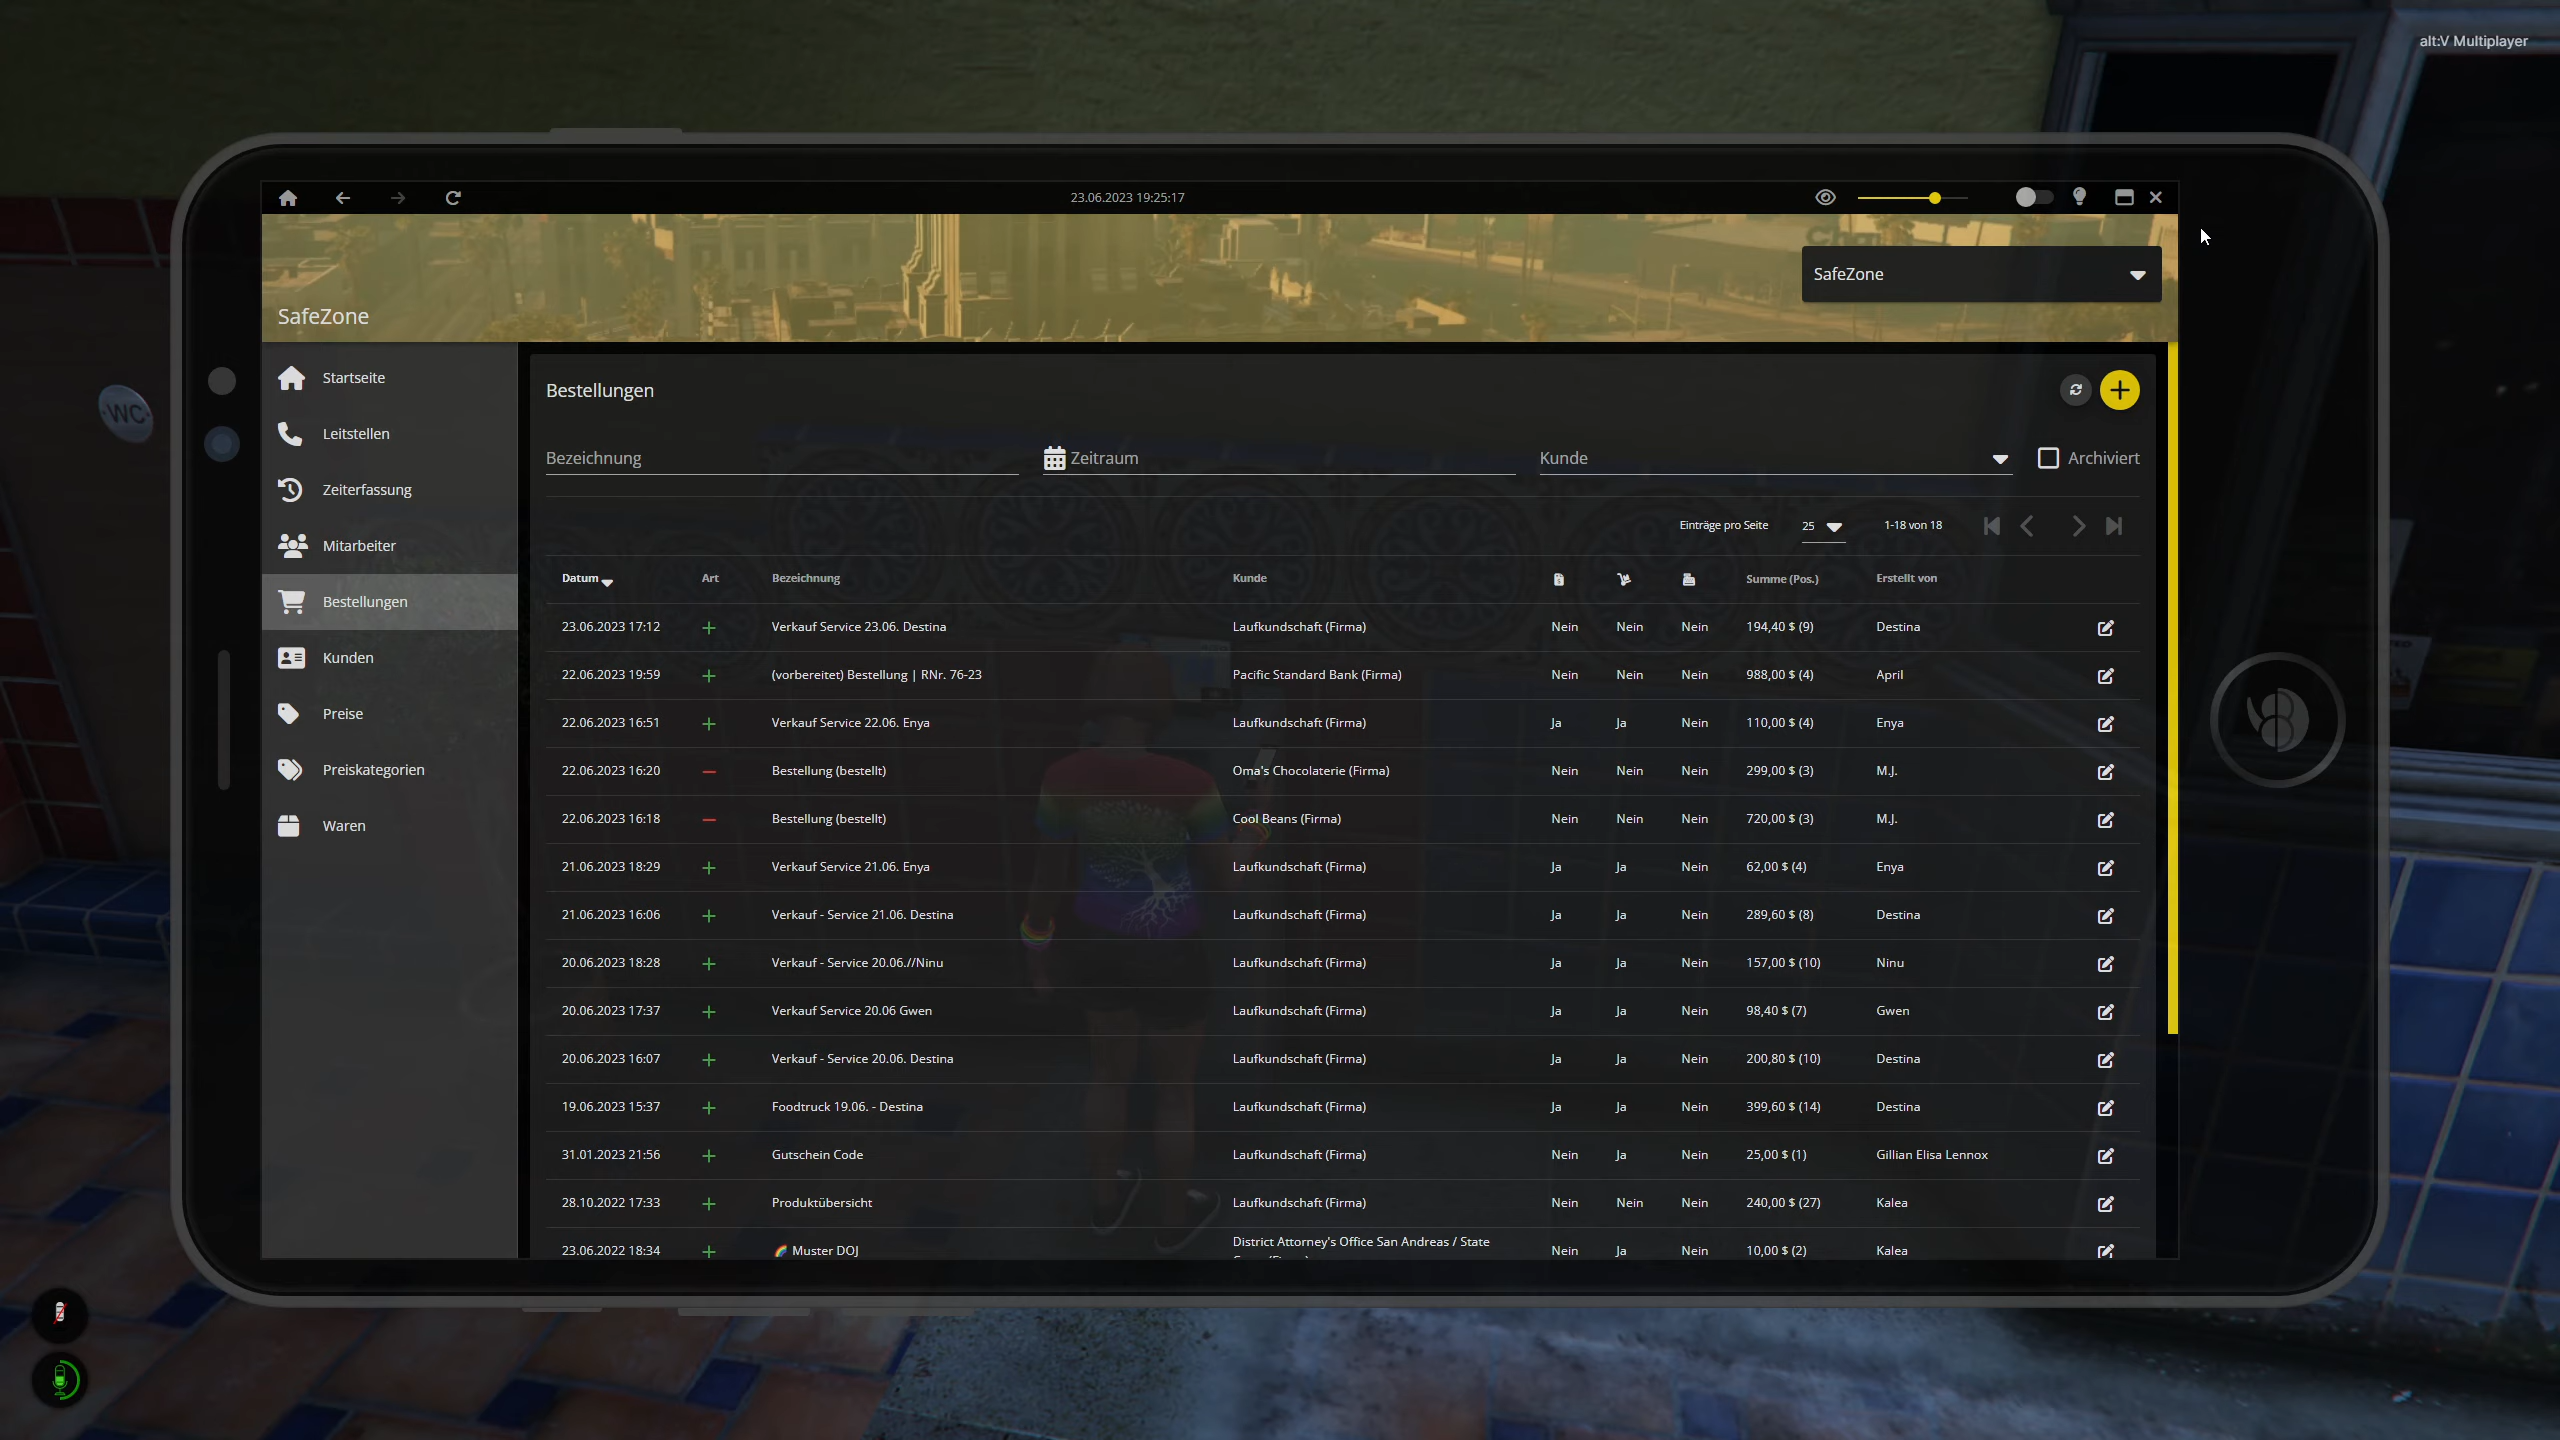 alt:V Multiplayer
23.06.2023 19:25:17
SafeZone
SafeZone
WC
Startseite
Leitstellen
Zeiterfassung
Mitarbeiter
Bestellungen
Kunden
Preise
Preiskategorien
Waren
Bestellungen
Bezeichnung Zeitraum Kunde Archiviert
Einträge pro Seite 25 1-18 von 18
Datum Art Bezeichnung Kunde Summe (Pos.) Erstellt von
23.06.2023 17:12 + Verkauf Service 23.06. Destina Laufkundschaft (Firma) Nein Nein Nein 194,40 $ (9) Destina
22.06.2023 19:59 + (vorbereitet) Bestellung | RNr. 76-23 Pacific Standard Bank (Firma) Nein Nein Nein 988,00 $ (4) April
22.06.2023 16:51 + Verkauf Service 22.06. Enya Laufkundschaft (Firma) Ja Ja Nein 110,00 $ (4) Enya
22.06.2023 16:20 — Bestellung (bestellt) Oma's Chocolaterie (Firma) Nein Nein Nein 299,00 $ (3) M.J.
22.06.2023 16:18 — Bestellung (bestellt) Cool Beans (Firma) Nein Nein Nein 720,00 $ (3) M.J.
21.06.2023 18:29 + Verkauf Service 21.06. Enya Laufkundschaft (Firma) Ja Ja Nein 62,00 $ (4) Enya
21.06.2023 16:06 + Verkauf - Service 21.06. Destina Laufkundschaft (Firma) Ja Ja Nein 289,60 $ (8) Destina
20.06.2023 18:28 + Verkauf - Service 20.06.//Ninu Laufkundschaft (Firma) Ja Ja Nein 157,00 $ (10) Ninu
20.06.2023 17:37 + Verkauf Service 20.06 Gwen Laufkundschaft (Firma) Ja Ja Nein 98,40 $ (7) Gwen
20.06.2023 16:07 + Verkauf - Service 20.06. Destina Laufkundschaft (Firma) Ja Ja Nein 200,80 $ (10) Destina
19.06.2023 15:37 + Foodtruck 19.06. - Destina Laufkundschaft (Firma) Ja Ja Nein 399,60 $ (14) Destina
31.01.2023 21:56 + Gutschein Code Laufkundschaft (Firma) Nein Ja Nein 25,00 $ (1) Gillian Elisa Lennox
28.10.2022 17:33 + Produktübersicht Laufkundschaft (Firma) Nein Nein Nein 240,00 $ (27) Kalea
23.06.2022 18:34 + 🌈 Muster DOJ District Attorney's Office San Andreas / State Nein Ja Nein 10,00 $ (2) Kalea